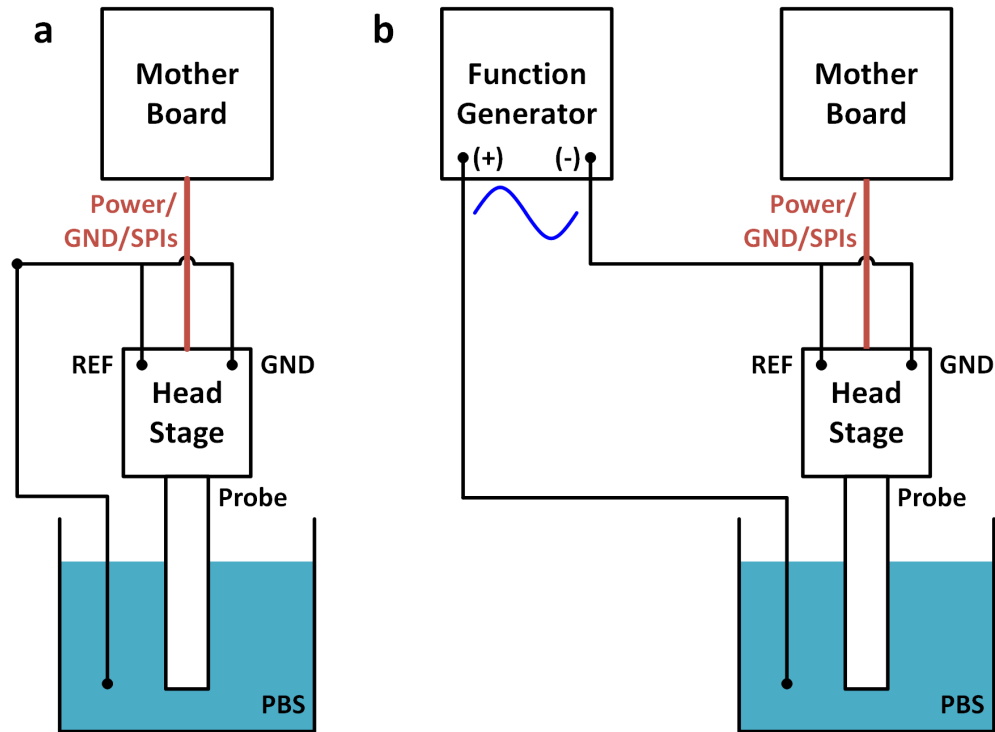 a
Mother
Board
Power/
GND/SPIs
REF
GND
Head
Stage
Probe
PBS
b
Function
Generator
(+)
(-)
Mother
Board
Power/
GND/SPIs
REF
GND
Head
Stage
Probe
PBS